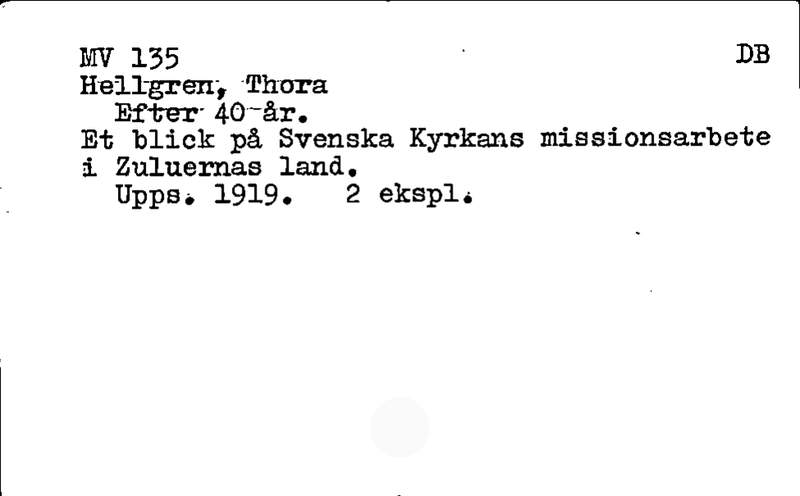 MV 135 DB
Hellgren, Thora
Efter 40 år.
Et blick på Svenska Kyrkans missionsarbete
i Zuluernas land.
Upps. 1919. 2 ekspl.